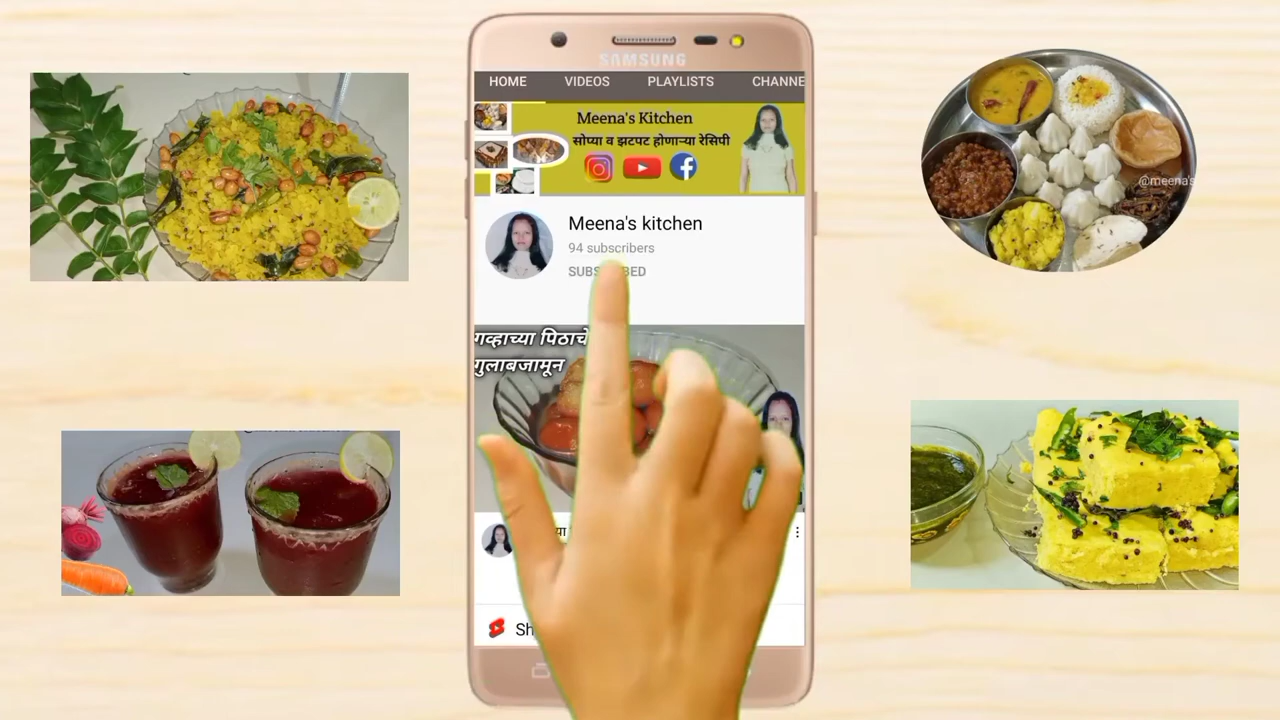 SAMSUNG
HOME VIDEOS PLAYLISTS CHANNE
Meena's Kitchen
सोप्या व झटपट होणाऱ्या रेसिपी
Meena's kitchen
94 subscribers
SUBS BED
गव्हाच्या पिठाचे
गुलाबजामून
या
Sh
@meena's